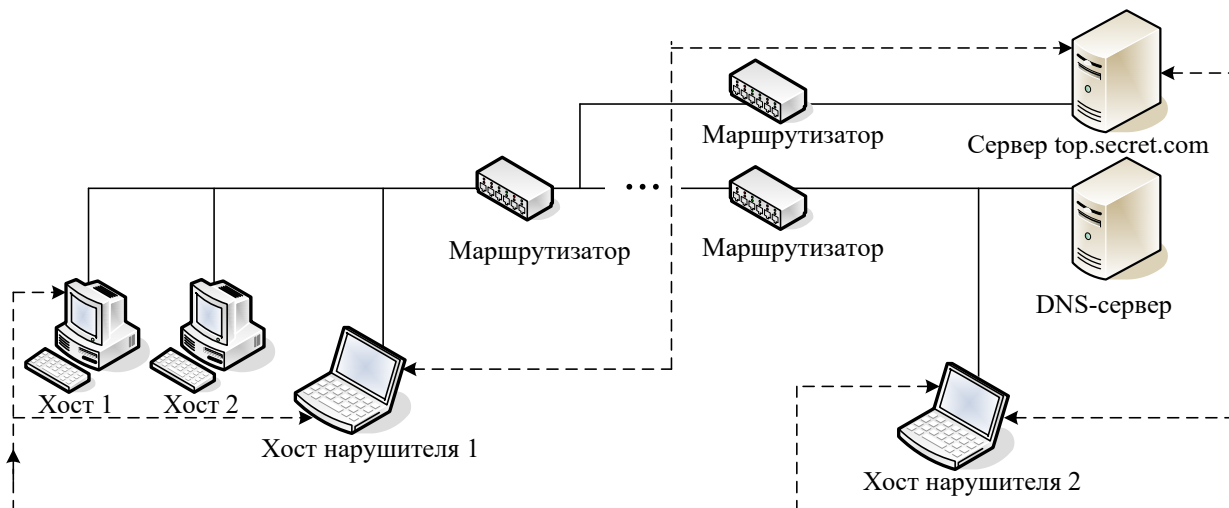 Маршрутизатор
Сервер top.secret.com
Маршрутизатор
Маршрутизатор
DNS-сервер
Хост 1
Хост 2
Хост нарушителя 1
Хост нарушителя 2